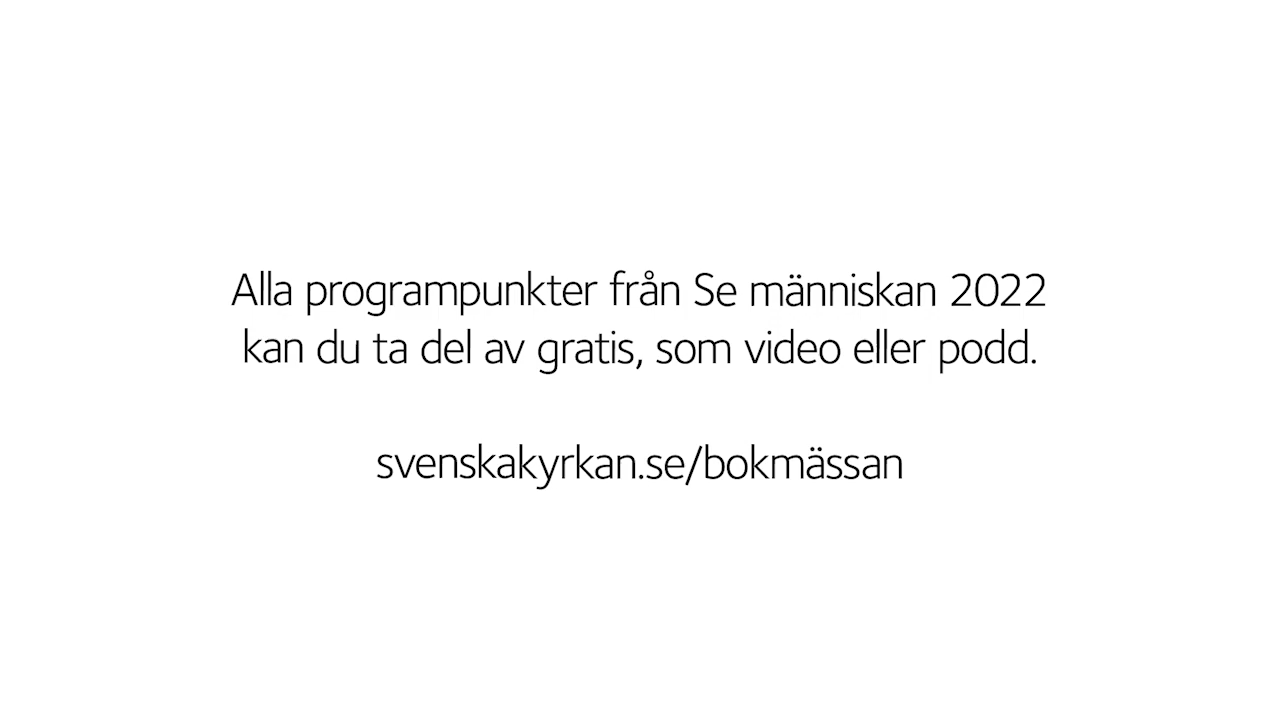 Alla programpunkter från Se människan 2022
kan du ta del av gratis, som video eller podd.
svenskakyrkan.se/bokmässan